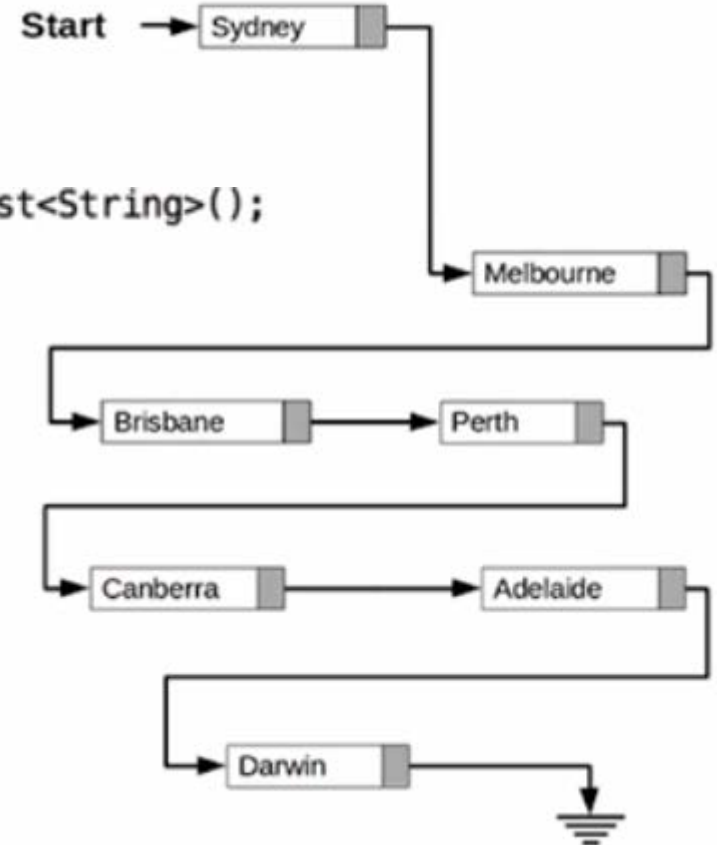 Start Sydney
st<String>();
Melbourne
Brisbane Perth
Canberra Adelaide
Darwin